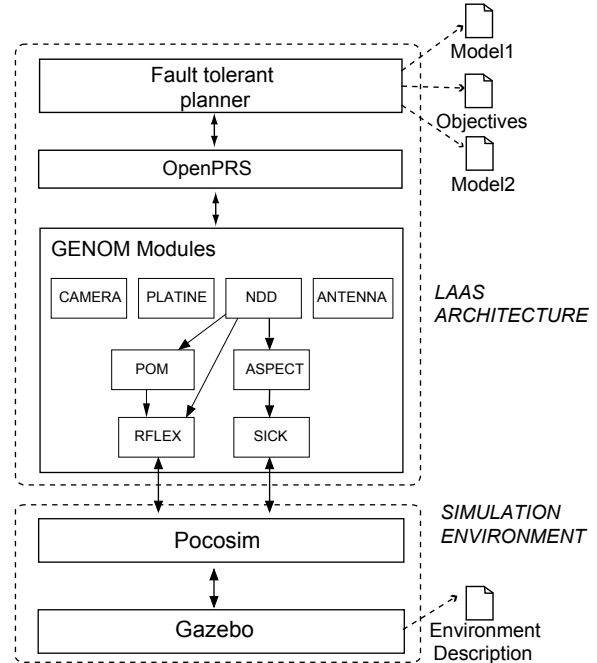 Model1
Fault tolerant
planner
Objectives
Model2
OpenPRS
GENOM Modules
CAMERA
PLATINE
NDD
ANTENNA
LAAS
ARCHITECTURE
POM
ASPECT
RFLEX
SICK
SIMULATION
ENVIRONMENT
Pocosim
Gazebo
Environment
Description